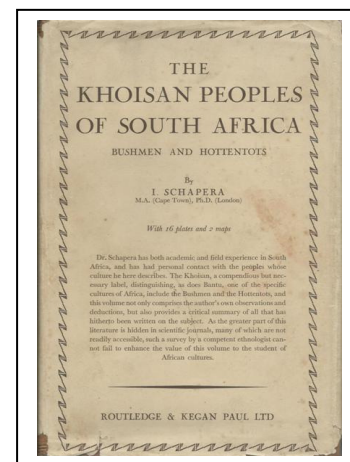 THE
KHOISAN PEOPLES
OF SOUTH AFRICA
BUSHMEN AND HOTTENTOTS
By
I. SCHAPERA
M.A. (Cape Town), Ph.D. (London)
With 16 plates and 2 maps
Dr. Schapera has both academic and field experience in South
Africa, and has had personal contact with the peoples whose
culture he here describes. The Khoisan, a compendious but neces-
sary label, distinguishing, as does Bantu, one of the specific
cultures of Africa, include the Bushmen and the Hottentots, and
this volume not only comprises the author's own observations and
deductions, but also provides a critical summary of all that has
hitherto been written on the subject. As the greater part of this
literature is hidden in scientific journals, many of which are not
readily accessible, such a survey by a competent ethnologist can-
not fail to enhance the value of this volume to the student of
African cultures.
ROUTLEDGE & KEGAN PAUL LTD